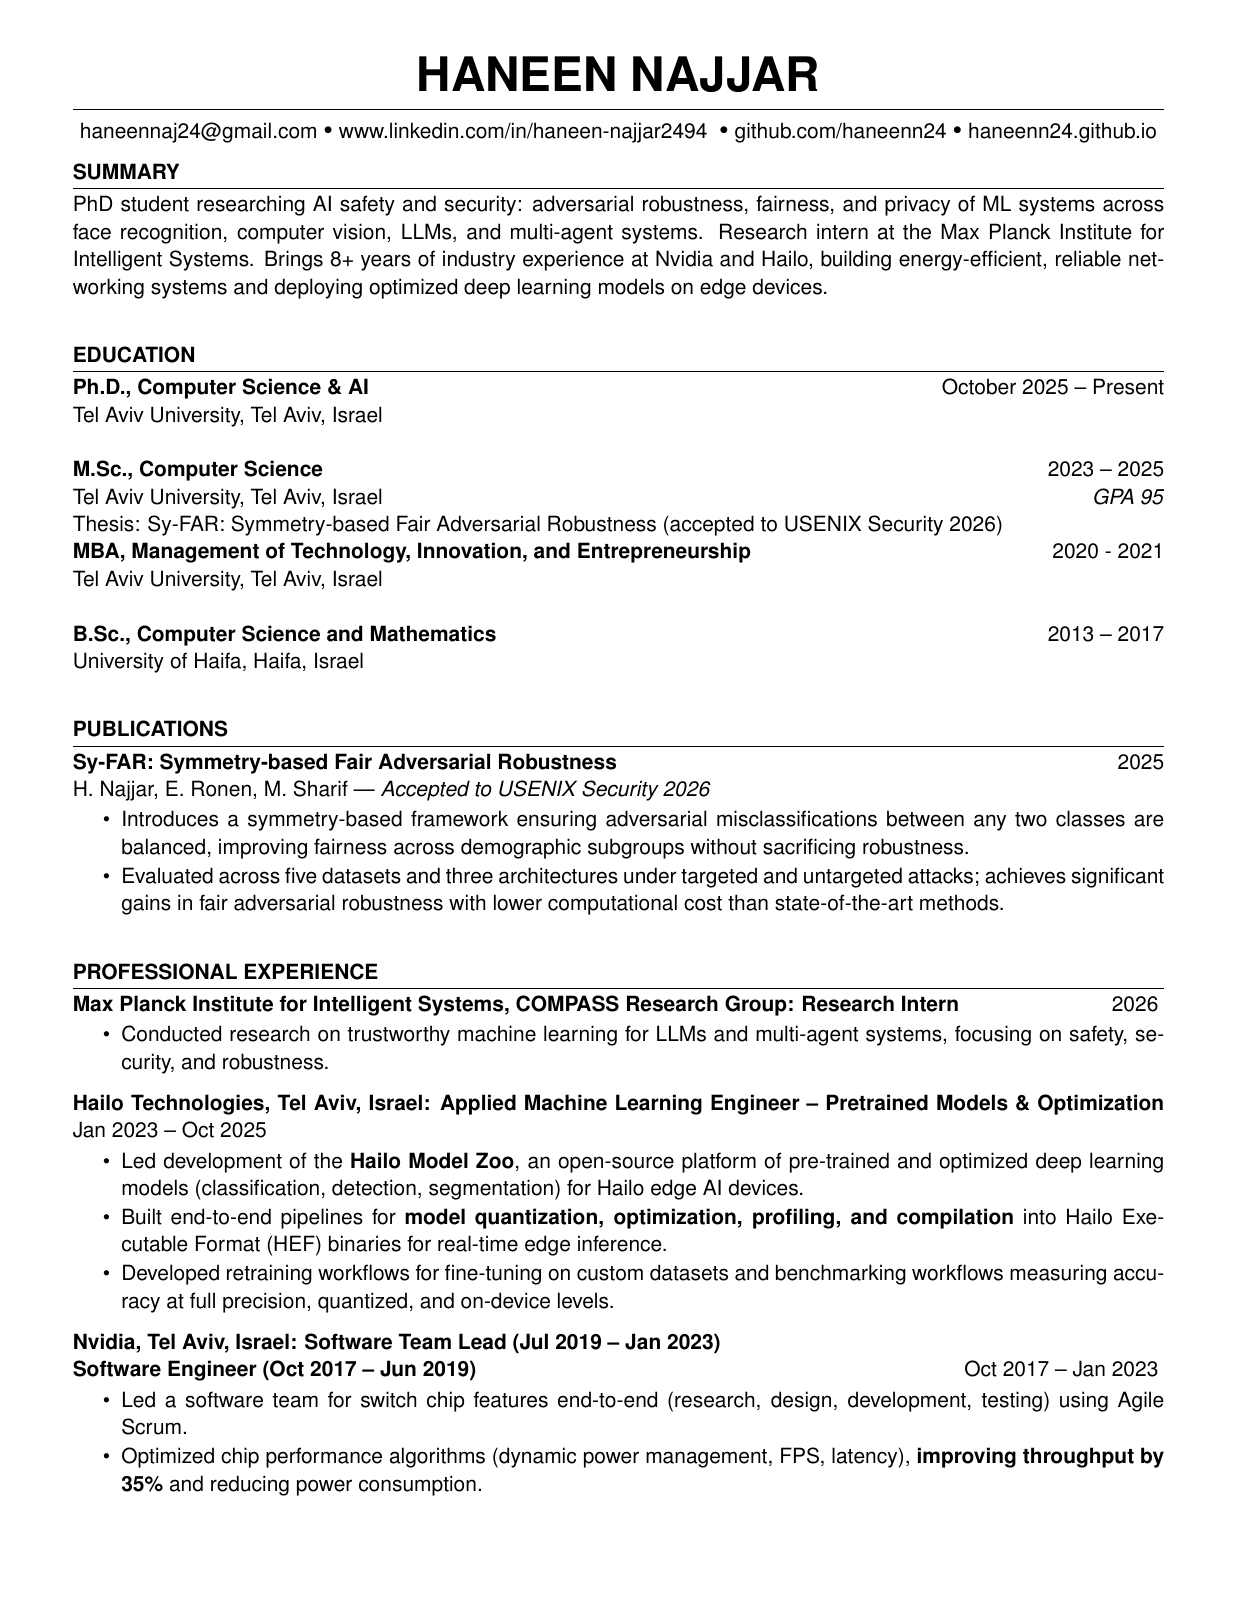 HANEEN NAJJAR
haneennaj24@gmail.com • www.linkedin.com/in/haneen-najjar2494 • github.com/haneenn24 • haneenn24.github.io
SUMMARY
PhD student researching AI safety and security: adversarial robustness, fairness, and privacy of ML systems across
face recognition, computer vision, LLMs, and multi-agent systems. Research intern at the Max Planck Institute for
Intelligent Systems. Brings 8+ years of industry experience at Nvidia and Hailo, building energy-efficient, reliable net-
working systems and deploying optimized deep learning models on edge devices.
EDUCATION
Ph.D., Computer Science & AI October 2025 – Present
Tel Aviv University, Tel Aviv, Israel
M.Sc., Computer Science 2023 – 2025
Tel Aviv University, Tel Aviv, Israel GPA 95
Thesis: Sy-FAR: Symmetry-based Fair Adversarial Robustness (accepted to USENIX Security 2026)
MBA, Management of Technology, Innovation, and Entrepreneurship 2020 - 2021
Tel Aviv University, Tel Aviv, Israel
B.Sc., Computer Science and Mathematics 2013 – 2017
University of Haifa, Haifa, Israel
PUBLICATIONS
Sy-FAR: Symmetry-based Fair Adversarial Robustness 2025
H. Najjar, E. Ronen, M. Sharif — Accepted to USENIX Security 2026
• Introduces a symmetry-based framework ensuring adversarial misclassifications between any two classes are
balanced, improving fairness across demographic subgroups without sacrificing robustness.
• Evaluated across five datasets and three architectures under targeted and untargeted attacks; achieves significant
gains in fair adversarial robustness with lower computational cost than state-of-the-art methods.
PROFESSIONAL EXPERIENCE
Max Planck Institute for Intelligent Systems, COMPASS Research Group: Research Intern 2026
• Conducted research on trustworthy machine learning for LLMs and multi-agent systems, focusing on safety, se-
curity, and robustness.
Hailo Technologies, Tel Aviv, Israel: Applied Machine Learning Engineer – Pretrained Models & Optimization
Jan 2023 – Oct 2025
• Led development of the Hailo Model Zoo, an open-source platform of pre-trained and optimized deep learning
models (classification, detection, segmentation) for Hailo edge AI devices.
• Built end-to-end pipelines for model quantization, optimization, profiling, and compilation into Hailo Exe-
cutable Format (HEF) binaries for real-time edge inference.
• Developed retraining workflows for fine-tuning on custom datasets and benchmarking workflows measuring accu-
racy at full precision, quantized, and on-device levels.
Nvidia, Tel Aviv, Israel: Software Team Lead (Jul 2019 – Jan 2023)
Software Engineer (Oct 2017 – Jun 2019) Oct 2017 – Jan 2023
• Led a software team for switch chip features end-to-end (research, design, development, testing) using Agile
Scrum.
• Optimized chip performance algorithms (dynamic power management, FPS, latency), improving throughput by
35% and reducing power consumption.